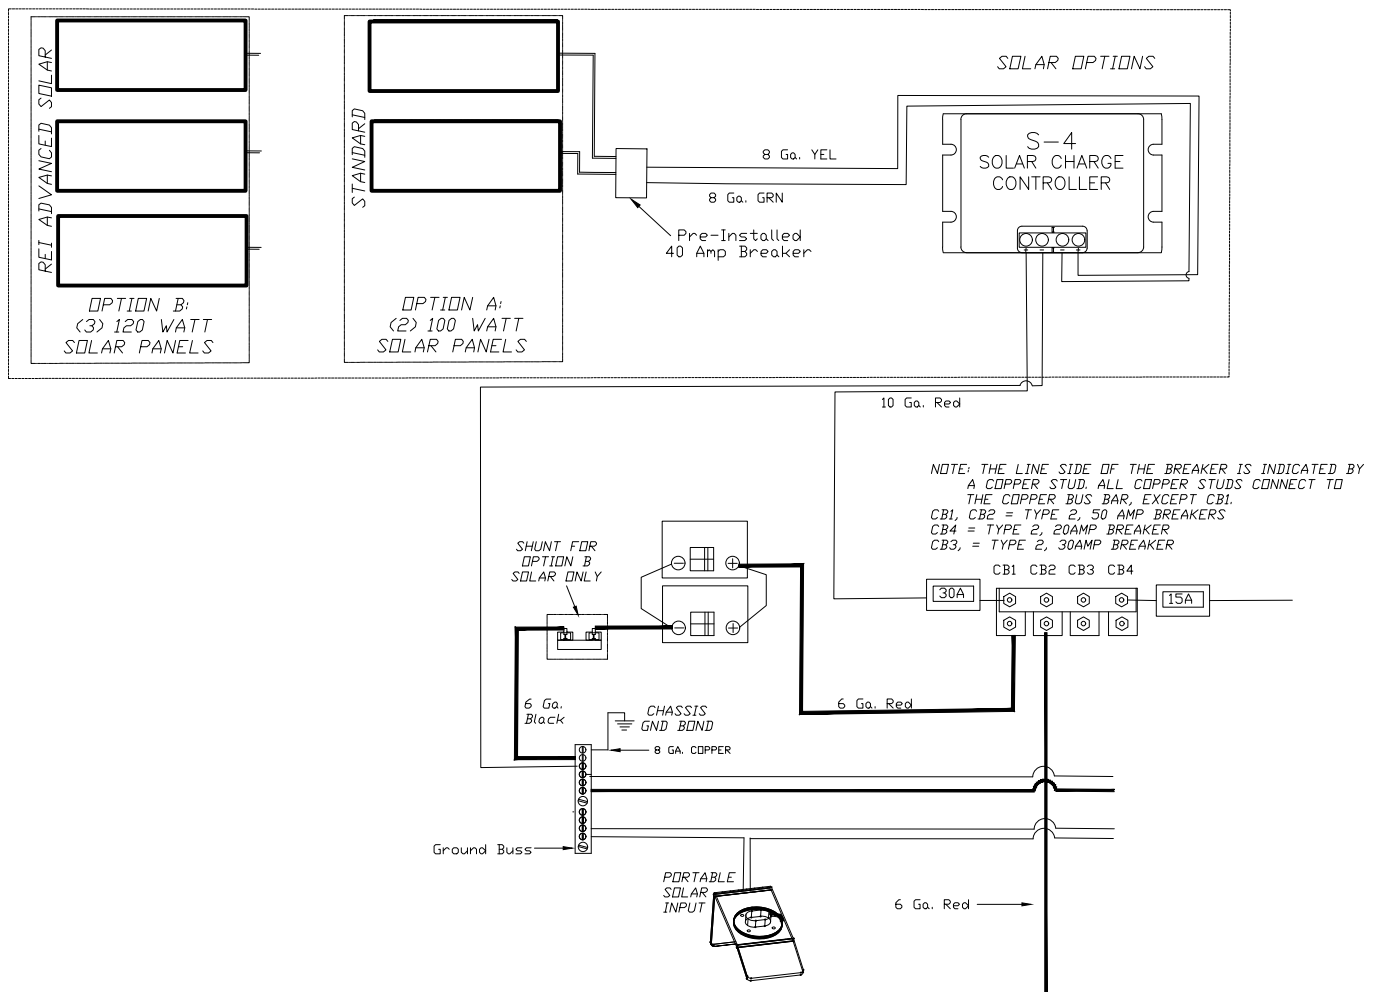 SOLAR OPTIONS
REI ADVANCED SOLAR
STANDARD
OPTION B:
(3) 120 WATT
SOLAR PANELS
OPTION A:
(2) 100 WATT
SOLAR PANELS
8 Ga. YEL
8 Ga. GRN
Pre-Installed
40 Amp Breaker
S-4
SOLAR CHARGE
CONTROLLER
+ - - +
10 Ga. Red
NOTE: THE LINE SIDE OF THE BREAKER IS INDICATED BY
A COPPER STUD. ALL COPPER STUDS CONNECT TO
THE COPPER BUS BAR, EXCEPT CB1.
CB1, CB2 = TYPE 2, 50 AMP BREAKERS
CB4 = TYPE 2, 20AMP BREAKER
CB3, = TYPE 2, 30AMP BREAKER
CB1 CB2 CB3 CB4
30A
15A
SHUNT FOR
OPTION B
SOLAR ONLY
- +
- +
6 Ga. Red
6 Ga.
Black
CHASSIS
GND BOND
8 GA. COPPER
Ground Buss
PORTABLE
SOLAR
INPUT
6 Ga. Red